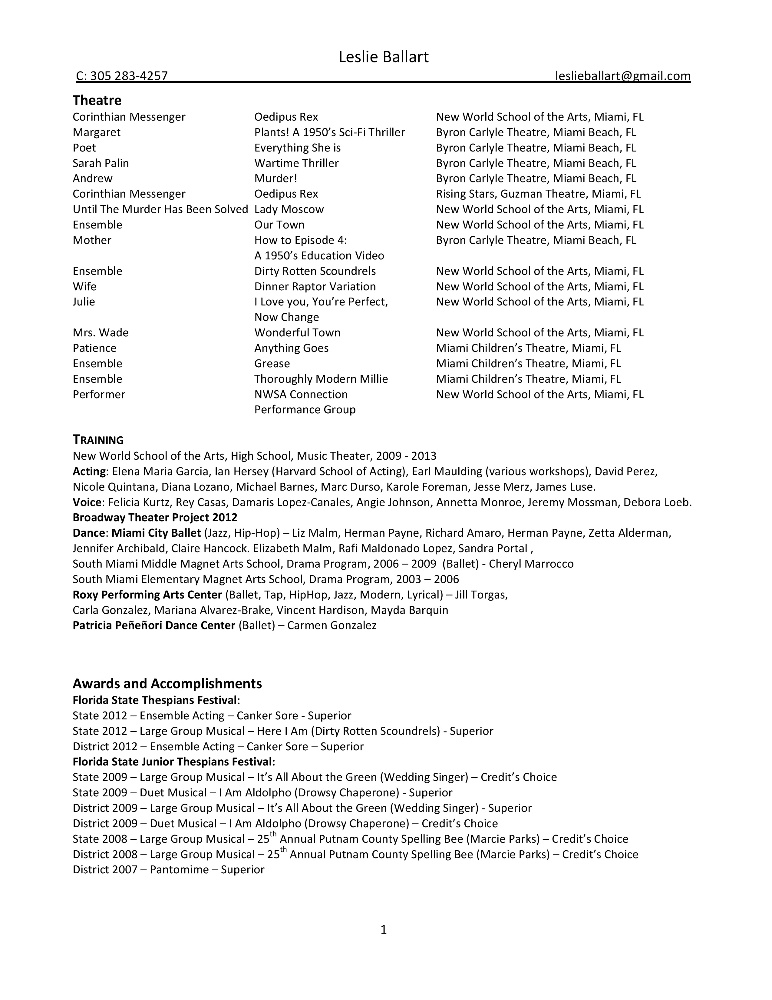 Leslie Ballart
C: 305 283-4257 leslieballart@gmail.com
Theatre
Corinthian Messenger Oedipus Rex New World School of the Arts, Miami, FL
Margaret Plants! A 1950's Sci-Fi Thriller Byron Carlyle Theatre, Miami Beach, FL
Poet Everything She is Byron Carlyle Theatre, Miami Beach, FL
Sarah Palin Wartime Thriller Byron Carlyle Theatre, Miami Beach, FL
Andrew Murder! Byron Carlyle Theatre, Miami Beach, FL
Corinthian Messenger Oedipus Rex Rising Stars, Guzman Theatre, Miami, FL
Until The Murder Has Been Solved Lady Moscow New World School of the Arts, Miami, FL
Ensemble Our Town New World School of the Arts, Miami, FL
Mother How to Episode 4: Byron Carlyle Theatre, Miami Beach, FL
A 1950's Education Video
Ensemble Dirty Rotten Scoundrels New World School of the Arts, Miami, FL
Wife Dinner Raptor Variation New World School of the Arts, Miami, FL
Julie I Love you, You're Perfect, New World School of the Arts, Miami, FL
Now Change
Mrs. Wade Wonderful Town New World School of the Arts, Miami, FL
Patience Anything Goes Miami Children's Theatre, Miami, FL
Ensemble Grease Miami Children's Theatre, Miami, FL
Ensemble Thoroughly Modern Millie Miami Children's Theatre, Miami, FL
Performer NWSA Connection New World School of the Arts, Miami, FL
Performance Group
TRAINING
New World School of the Arts, High School, Music Theater, 2009 - 2013
Acting: Elena Maria Garcia, Ian Hersey (Harvard School of Acting), Earl Maulding (various workshops), David Perez,
Nicole Quintana, Diana Lozano, Michael Barnes, Marc Durso, Karole Foreman, Jesse Merz, James Luse.
Voice: Felicia Kurtz, Rey Casas, Damaris Lopez-Canales, Angie Johnson, Annetta Monroe, Jeremy Mossman, Debora Loeb.
Broadway Theater Project 2012
Dance: Miami City Ballet (Jazz, Hip-Hop) – Liz Malm, Herman Payne, Richard Amaro, Herman Payne, Zetta Alderman,
Jennifer Archibald, Claire Hancock. Elizabeth Malm, Rafi Maldonado Lopez, Sandra Portal ,
South Miami Middle Magnet Arts School, Drama Program, 2006 – 2009 (Ballet) - Cheryl Marrocco
South Miami Elementary Magnet Arts School, Drama Program, 2003 – 2006
Roxy Performing Arts Center (Ballet, Tap, HipHop, Jazz, Modern, Lyrical) – Jill Torgas,
Carla Gonzalez, Mariana Alvarez-Brake, Vincent Hardison, Mayda Barquin
Patricia Peñeñori Dance Center (Ballet) – Carmen Gonzalez
Awards and Accomplishments
Florida State Thespians Festival:
State 2012 – Ensemble Acting – Canker Sore - Superior
State 2012 – Large Group Musical – Here I Am (Dirty Rotten Scoundrels) - Superior
District 2012 – Ensemble Acting – Canker Sore – Superior
Florida State Junior Thespians Festival:
State 2009 – Large Group Musical – It's All About the Green (Wedding Singer) – Credit's Choice
State 2009 – Duet Musical – I Am Aldolpho (Drowsy Chaperone) - Superior
District 2009 – Large Group Musical – It's All About the Green (Wedding Singer) - Superior
District 2009 – Duet Musical – I Am Aldolpho (Drowsy Chaperone) – Credit's Choice
State 2008 – Large Group Musical – 25th Annual Putnam County Spelling Bee (Marcie Parks) – Credit's Choice
District 2008 – Large Group Musical – 25th Annual Putnam County Spelling Bee (Marcie Parks) – Credit's Choice
District 2007 – Pantomime – Superior
1